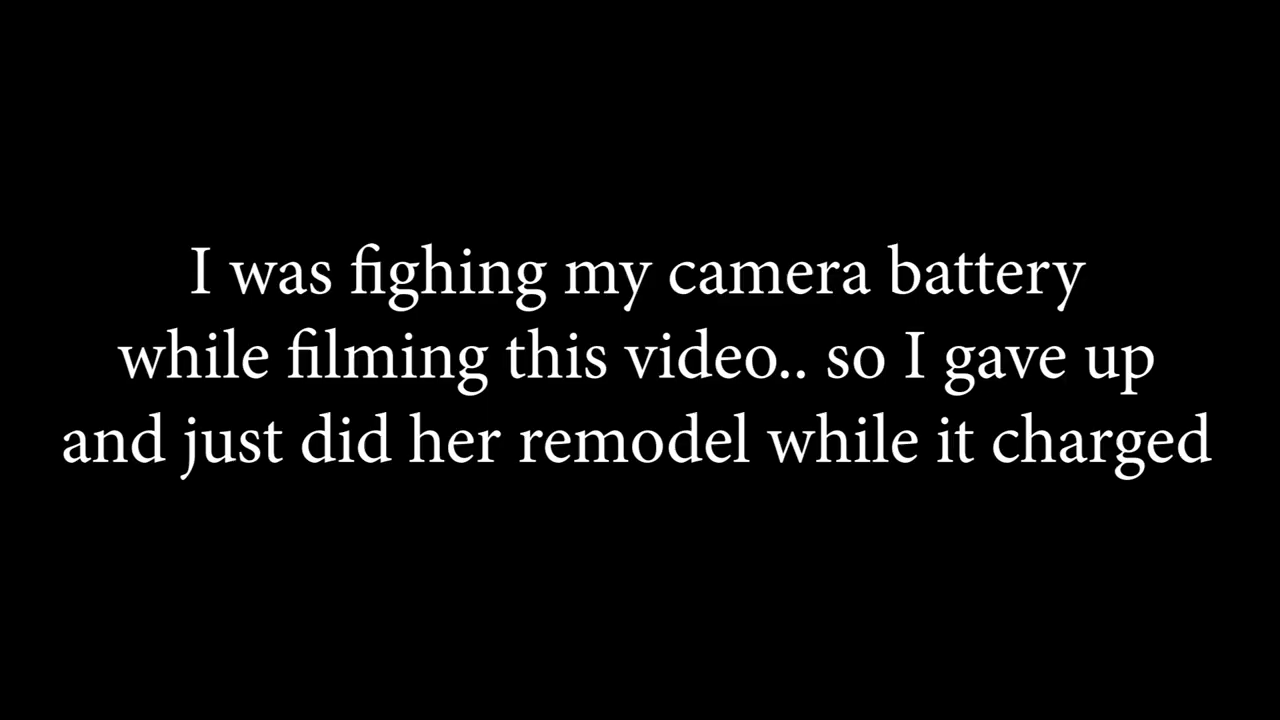 I was fighing my camera battery
while filming this video.. so I gave up
and just did her remodel while it charged